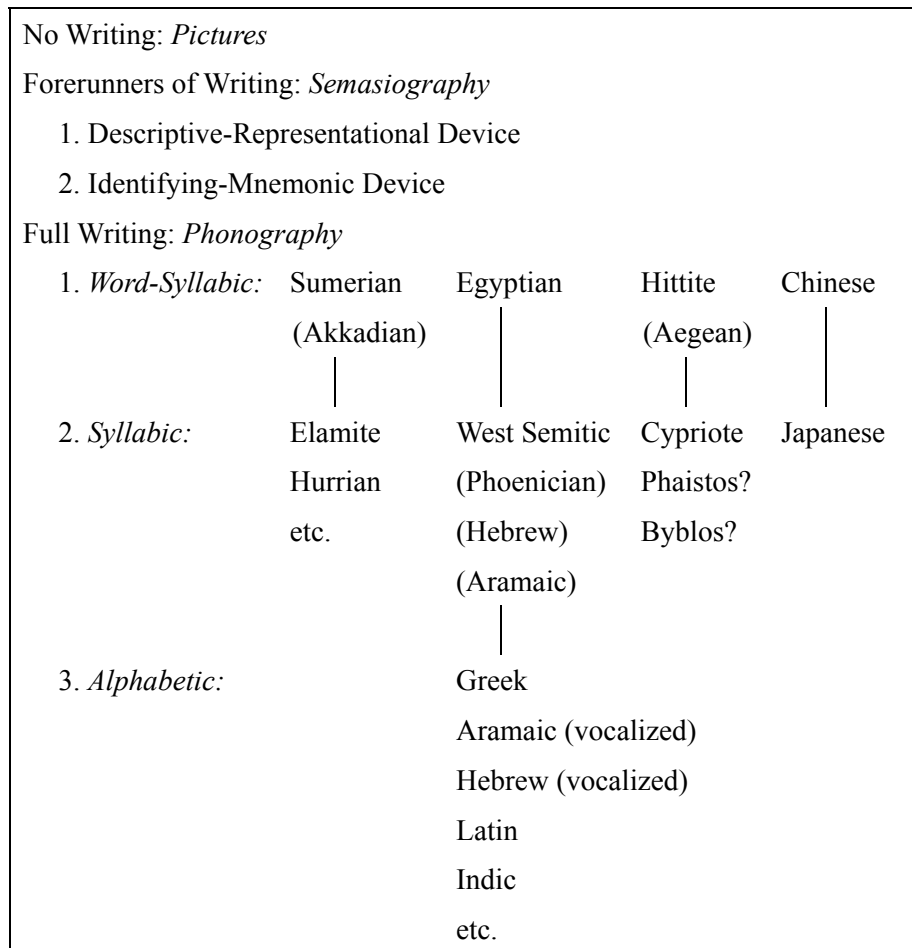 No Writing: Pictures
Forerunners of Writing: Semasiography
1. Descriptive-Representational Device
2. Identifying-Mnemonic Device
Full Writing: Phonography
1. Word-Syllabic: Sumerian Egyptian Hittite Chinese
(Akkadian) (Aegean)
2. Syllabic: Elamite West Semitic Cypriote Japanese
Hurrian (Phoenician) Phaistos?
etc. (Hebrew) Byblos?
(Aramaic)
3. Alphabetic: Greek
Aramaic (vocalized)
Hebrew (vocalized)
Latin
Indic
etc.